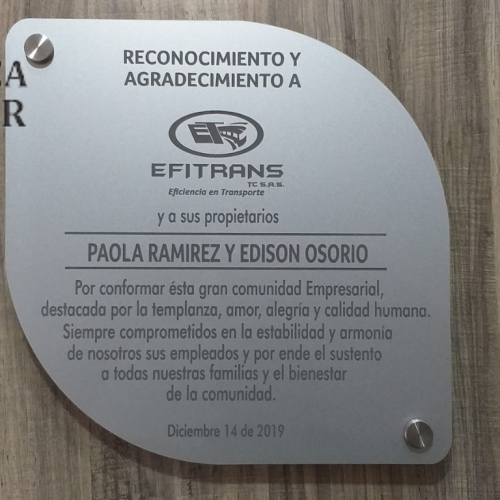 CA
R
RECONOCIMIENTO Y
AGRADECIMIENTO A
ET
EFITRANS
TC S.A.S.
Eficiencia en Transporte
y a sus propietarios
PAOLA RAMIREZ Y EDISON OSORIO
Por conformar ésta gran comunidad Empresarial,
destacada por la templanza, amor, alegría y calidad humana.
Siempre comprometidos en la estabilidad y armonía
de nosotros sus empleados y por ende el sustento
a todas nuestras familias y el bienestar
de la comunidad.
Diciembre 14 de 2019